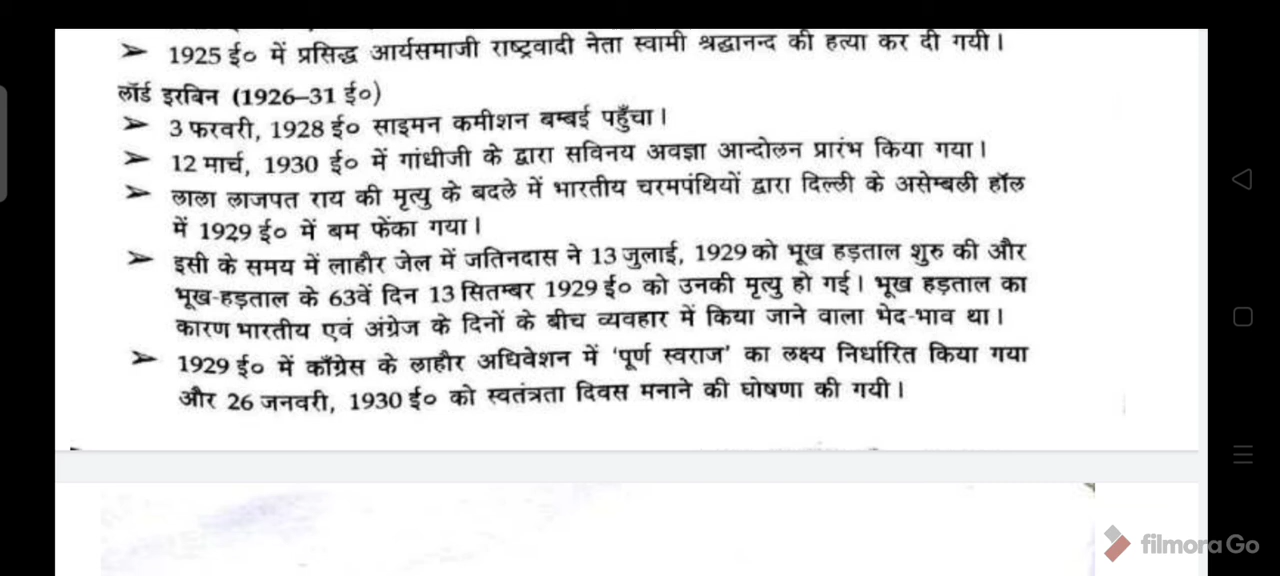 ➢ 1925 ई० में प्रसिद्ध आर्यसमाजी राष्ट्रवादी नेता स्वामी श्रद्धानन्द की हत्या कर दी गयी।
लॉर्ड इरबिन (1926–31 ई०)
➢ 3 फरवरी, 1928 ई० साइमन कमीशन बम्बई पहुँचा।
➢ 12 मार्च, 1930 ई० में गांधीजी के द्वारा सविनय अवज्ञा आन्दोलन प्रारंभ किया गया।
➢ लाला लाजपत राय की मृत्यु के बदले में भारतीय चरमपंथियों द्वारा दिल्ली के असेम्बली हॉल
में 1929 ई० में बम फेंका गया।
➢ इसी के समय में लाहौर जेल में जतिनदास ने 13 जुलाई, 1929 को भूख हड़ताल शुरु की और
भूख-हड़ताल के 63वें दिन 13 सितम्बर 1929 ई० को उनकी मृत्यु हो गई। भूख हड़ताल का
कारण भारतीय एवं अंग्रेज के दिनों के बीच व्यवहार में किया जाने वाला भेद-भाव था।
➢ 1929 ई० में काँग्रेस के लाहौर अधिवेशन में 'पूर्ण स्वराज' का लक्ष्य निर्धारित किया गया
और 26 जनवरी, 1930 ई० को स्वतंत्रता दिवस मनाने की घोषणा की गयी।
filmora Go